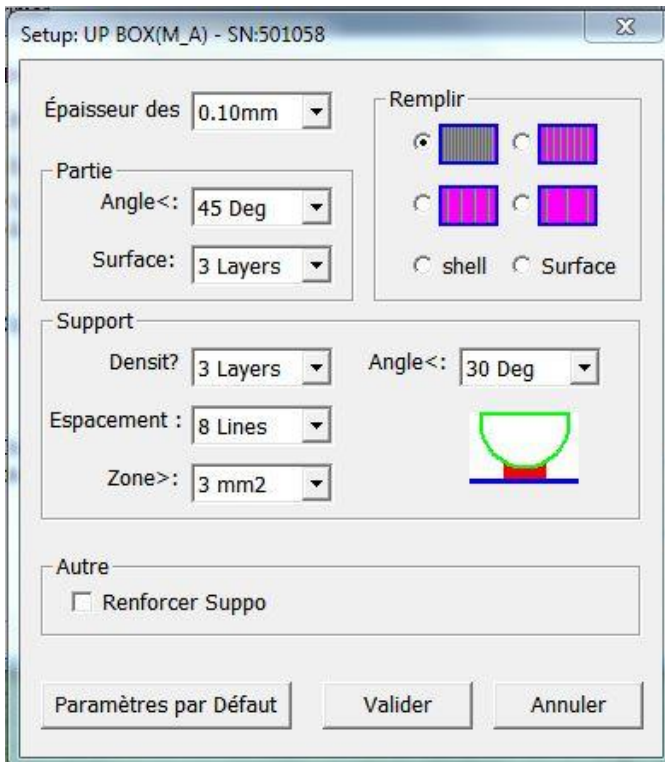 Setup: UP BOX(M_A) - SN:501058
Épaisseur des 0.10mm
Remplir
Partie
Angle<: 45 Deg
Surface: 3 Layers
shell Surface
Support
Densit? 3 Layers Angle<: 30 Deg
Espacement : 8 Lines
Zone>: 3 mm2
Autre
Renforcer Suppo
Paramètres par Défaut Valider Annuler